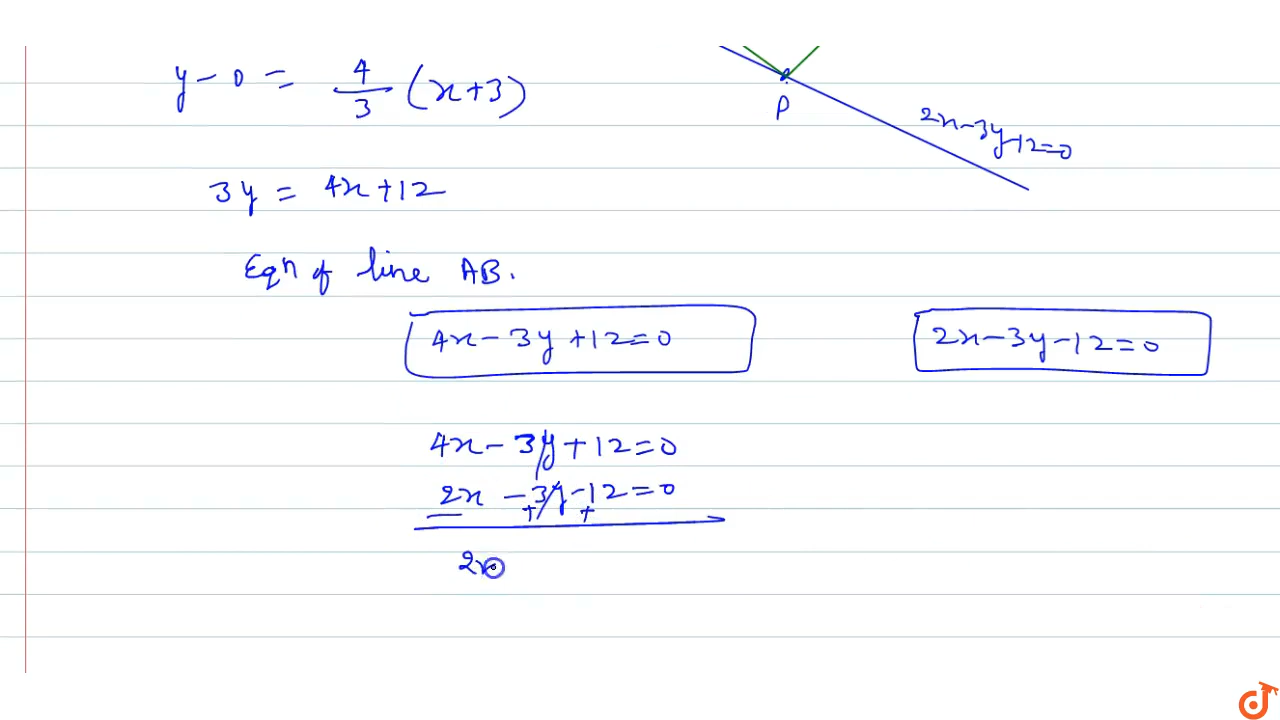 y - 0 = 4/3 (x+3)
P
2x-3y-12=0
3y = 4x+12
Eqn of line AB.
4x - 3y + 12 = 0
2x - 3y - 12 = 0
4x - 3y + 12 = 0
2x - 3y - 12 = 0
+ +
2x